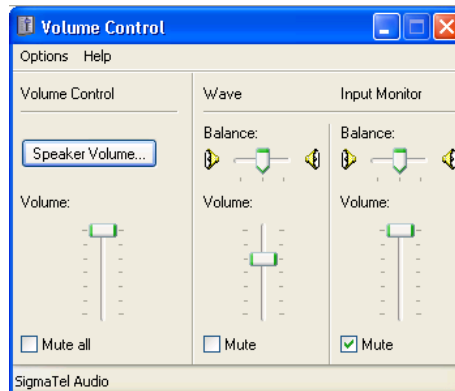 Volume Control
Options Help
Volume Control Wave Input Monitor
Balance: Balance:
Speaker Volume...
Volume: Volume: Volume:
Mute all Mute Mute
SigmaTel Audio